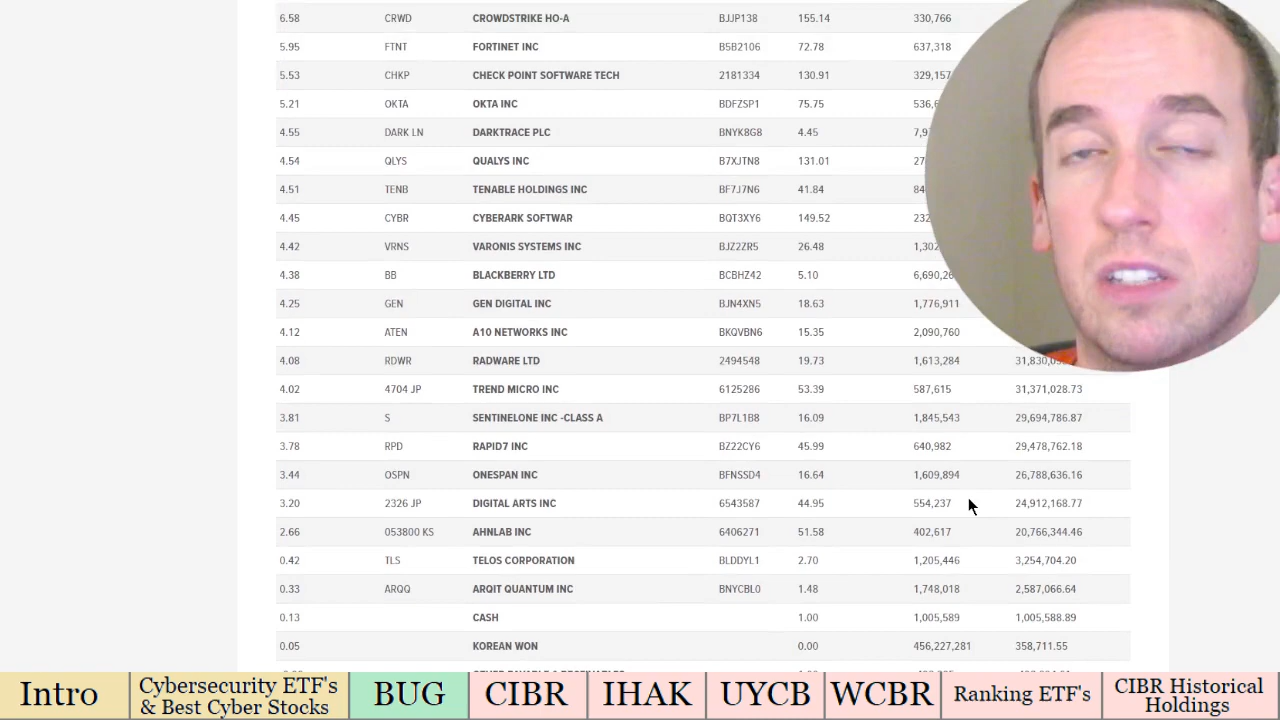 6.58 CRWD CROWDSTRIKE HO-A BJJP138 155.14 330,766
5.95 FTNT FORTINET INC B5B2106 72.78 637,318
5.53 CHKP CHECK POINT SOFTWARE TECH 2181334 130.91 329,157
5.21 OKTA OKTA INC BDFZSP1 75.75
4.55 DARK LN DARKTRACE PLC BNYK8G8 4.45
4.54 QLYS QUALYS INC B7XJTN8 131.01
4.51 TENB TENABLE HOLDINGS INC BF7J7N6 41.84
4.45 CYBR CYBERARK SOFTWAR BQT3XY6 149.52
4.42 VRNS VARONIS SYSTEMS INC BJZ2ZR5 26.48
4.38 BB BLACKBERRY LTD BCBHZ42 5.10
4.25 GEN GEN DIGITAL INC BJN4XN5 18.63 1,776,911
4.12 ATEN A10 NETWORKS INC BKQVBN6 15.35 2,090,760
4.08 RDWR RADWARE LTD 2494548 19.73 1,613,284
4.02 4704 JP TREND MICRO INC 6125286 53.39 587,615 31,371,028.73
3.81 S SENTINELONE INC -CLASS A BP7L1B8 16.09 1,845,543 29,694,786.87
3.78 RPD RAPID7 INC BZ22CY6 45.99 640,982 29,478,762.18
3.44 OSPN ONESPAN INC BFNSSD4 16.64 1,609,894 26,788,636.16
3.20 2326 JP DIGITAL ARTS INC 6543587 44.95 554,237 24,912,168.77
2.66 053800 KS AHNLAB INC 6406271 51.58 402,617 20,766,344.46
0.42 TLS TELOS CORPORATION BLDDYL1 2.70 1,205,446 3,254,704.20
0.33 ARQQ ARQIT QUANTUM INC BNYCBL0 1.48 1,748,018 2,587,066.64
0.13 CASH 1.00 1,005,589 1,005,588.89
0.05 KOREAN WON 0.00 456,227,281 358,711.55
Intro
Cybersecurity ETF's
& Best Cyber Stocks
BUG
CIBR
IHAK
UYCB
WCBR
Ranking ETF's
CIBR Historical
Holdings